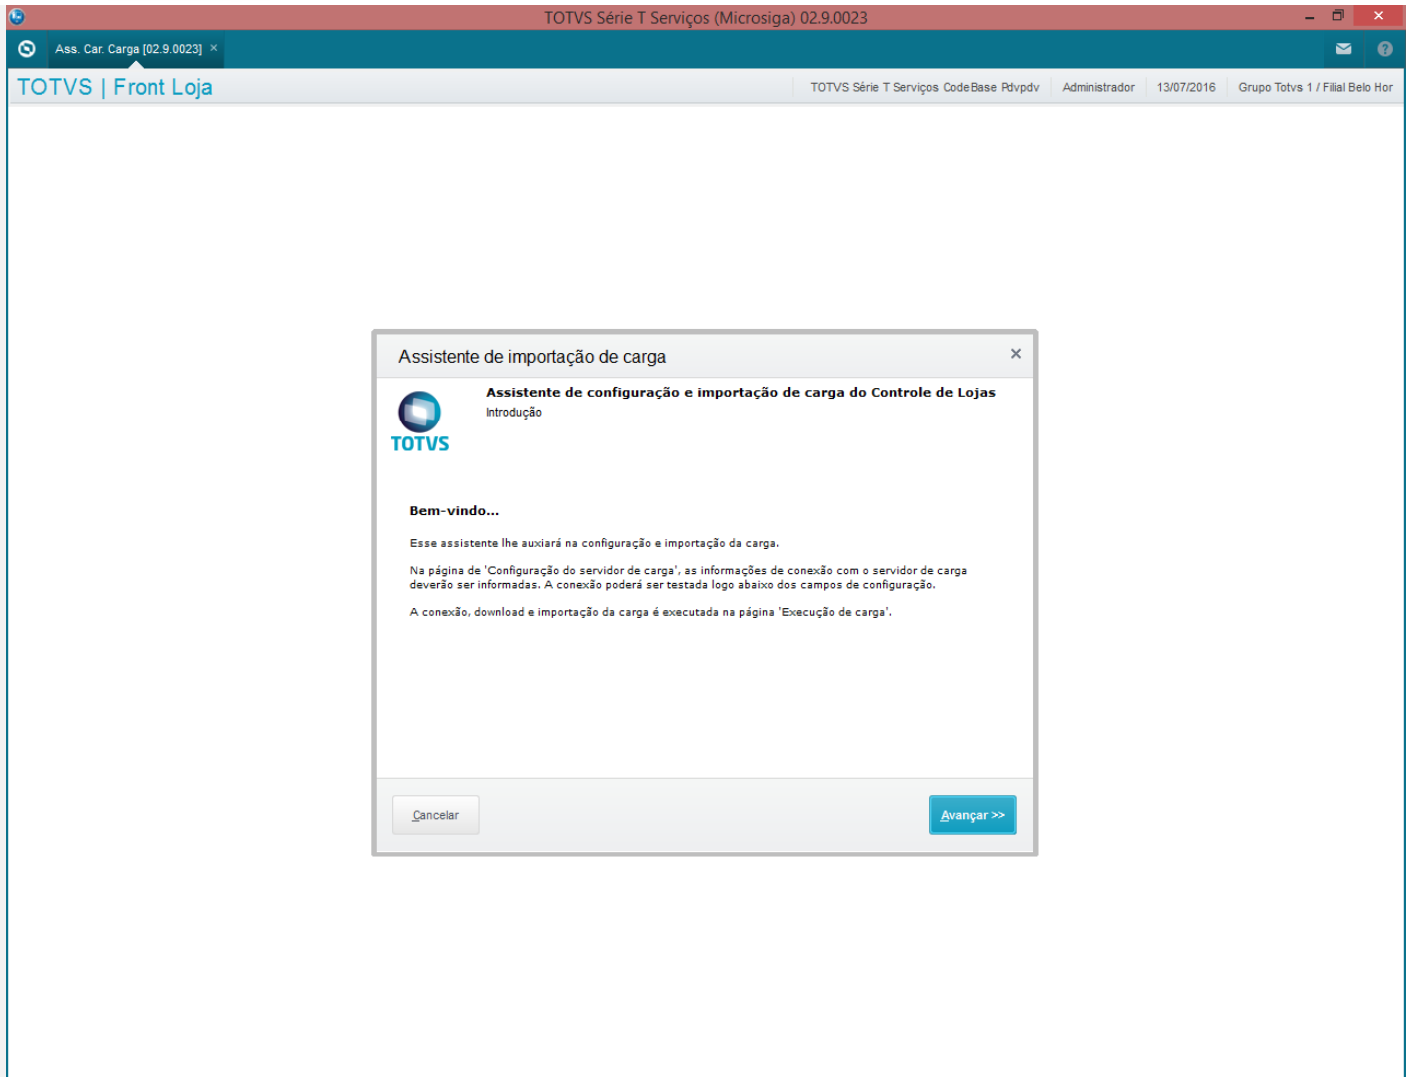 TOTVS Série T Serviços (Microsiga) 02.9.0023
Ass. Car. Carga [02.9.0023]
TOTVS | Front Loja
TOTVS Série T Serviços CodeBase Pdvpdv
Administrador
13/07/2016
Grupo Totvs 1 / Filial Belo Hor
Assistente de importação de carga
Assistente de configuração e importação de carga do Controle de Lojas
Introdução
TOTVS
Bem-vindo...
Esse assistente lhe auxiará na configuração e importação da carga.
Na página de 'Configuração do servidor de carga', as informações de conexão com o servidor de carga
deverão ser informadas. A conexão poderá ser testada logo abaixo dos campos de configuração.
A conexão, download e importação da carga é executada na página 'Execução de carga'.
Cancelar
Avançar >>